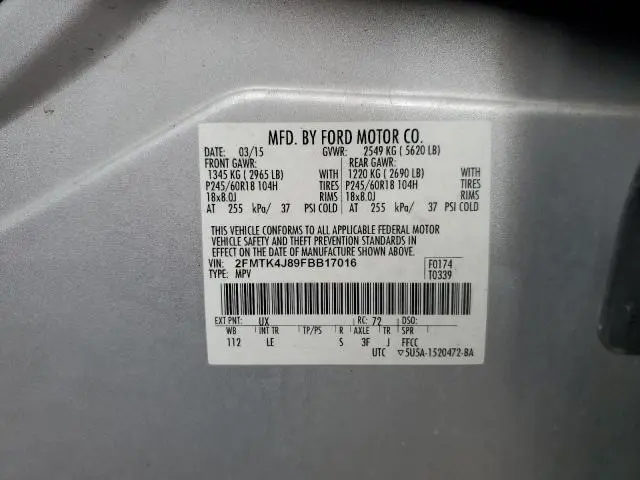 MFD. BY FORD MOTOR CO.
DATE: 03/15 GVWR: 2549 KG ( 5620 LB)
FRONT GAWR: REAR GAWR:
1345 KG ( 2965 LB) WITH 1220 KG ( 2690 LB) WITH
P245/60R18 104H TIRES P245/60R18 104H TIRES
18x8.0J RIMS 18x8.0J RIMS
AT 255 kPa/ 37 PSI COLD AT 255 kPa/ 37 PSI COLD
THIS VEHICLE CONFORMS TO ALL APPLICABLE FEDERAL MOTOR
VEHICLE SAFETY AND THEFT PREVENTION STANDARDS IN
EFFECT ON THE DATE OF MANUFACTURE SHOWN ABOVE.
VIN: 2FMTK4J89FBB17016 F0174
TYPE: MPV T0339
EXT PNT: UX RC: 72 DSO:
WB INT TR TP/PS R AXLE TR SPR
112 LE S 3F J FFCC
UTC ▽5U5A-1520472-BA